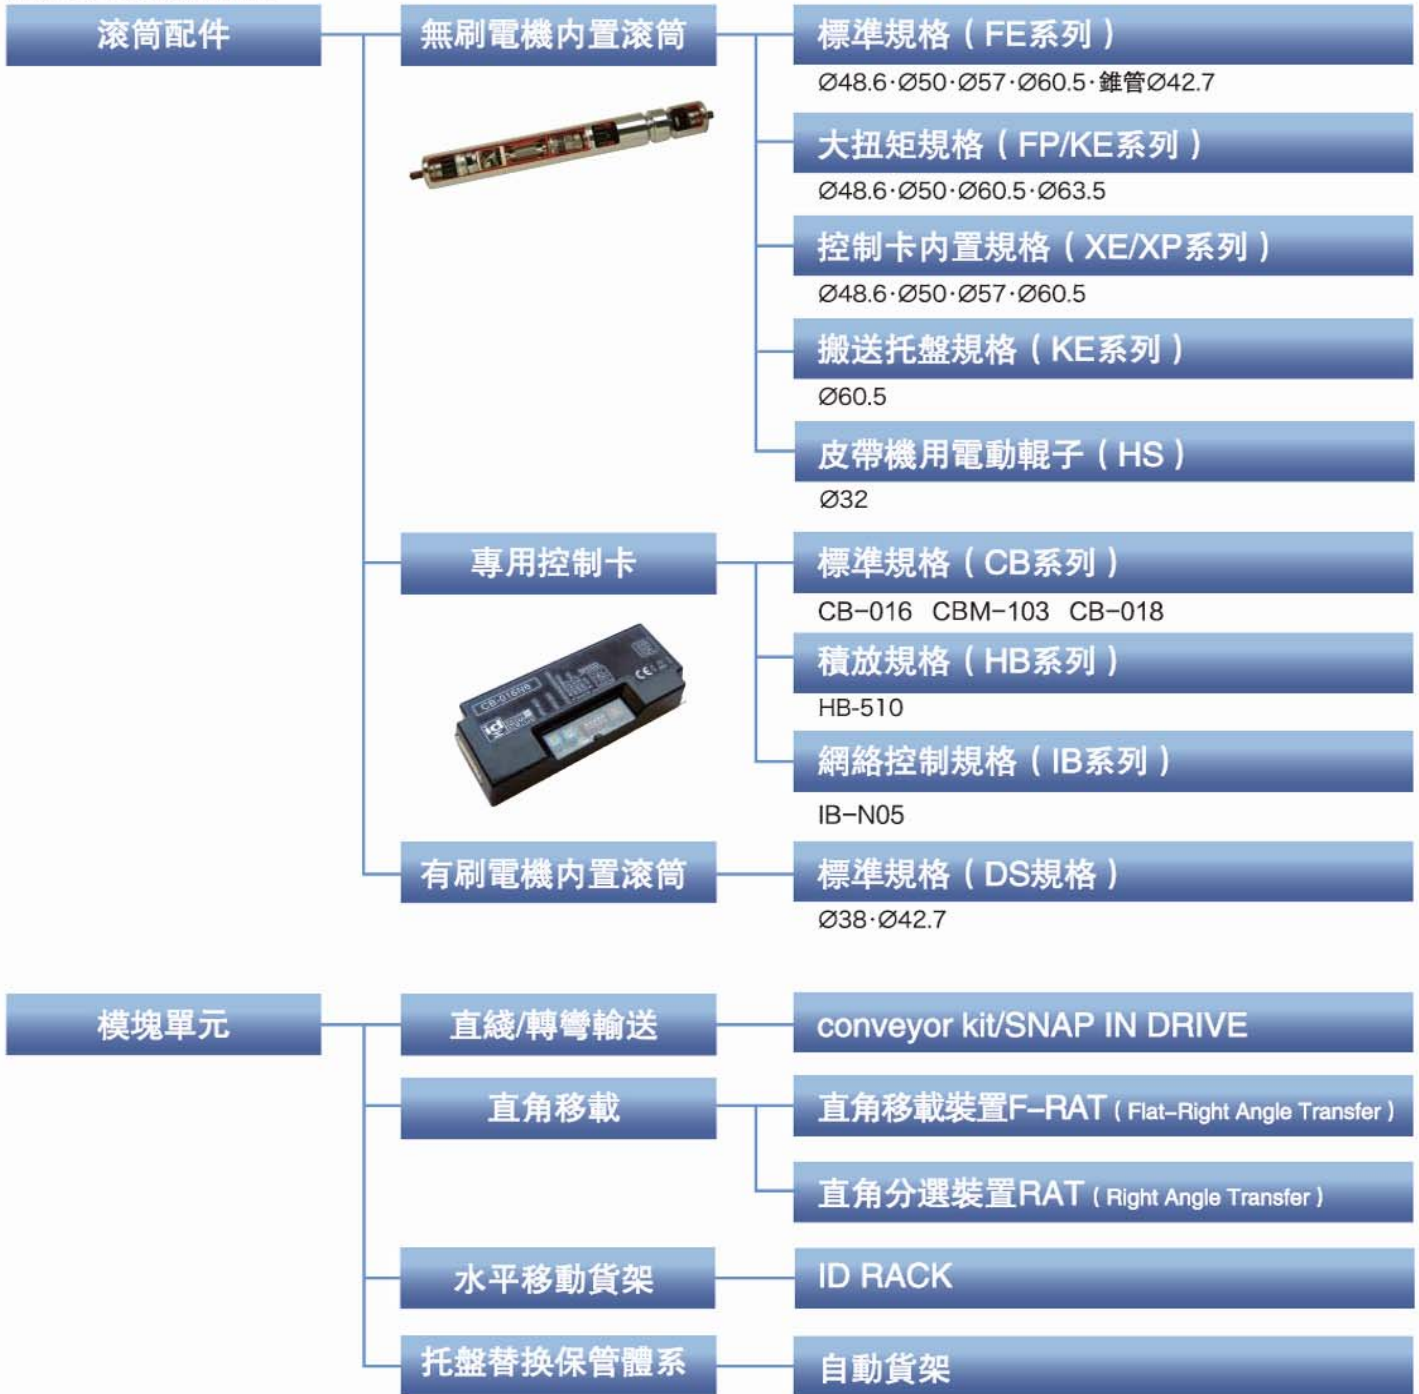 滚筒配件
無刷電機内置滚筒
標準規格（FE系列）
Ø48.6·Ø50·Ø57·Ø60.5·錐管Ø42.7
大扭矩規格（FP/KE系列）
Ø48.6·Ø50·Ø60.5·Ø63.5
控制卡内置規格（XE/XP系列）
Ø48.6·Ø50·Ø57·Ø60.5
搬送托盤規格（KE系列）
Ø60.5
皮帶機用電動輥子（HS）
Ø32
專用控制卡
CB-016N6
CE
標準規格（CB系列）
CB-016 CBM-103 CB-018
積放規格（HB系列）
HB-510
網絡控制規格（IB系列）
IB-N05
有刷電機内置滚筒
標準規格（DS規格）
Ø38·Ø42.7
模塊單元
直綫/轉彎輸送
conveyor kit/SNAP IN DRIVE
直角移載
直角移載裝置F-RAT（Flat-Right Angle Transfer）
直角分選裝置RAT（Right Angle Transfer）
水平移動貨架
ID RACK
托盤替换保管體系
自動貨架